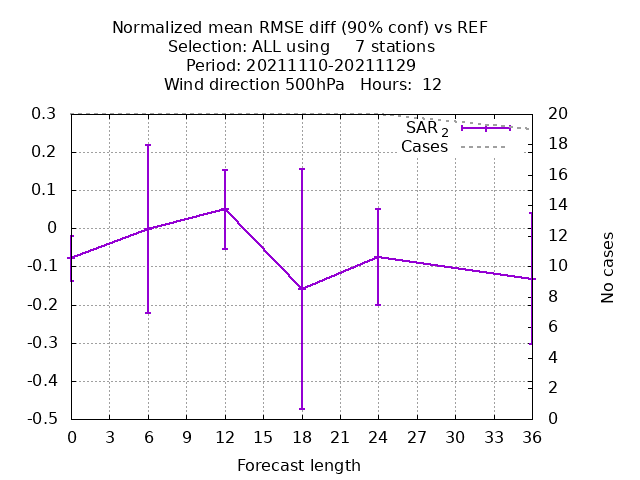 Normalized mean RMSE diff (90% conf) vs REF
Selection: ALL using     7 stations
Period: 20211110-20211129
Wind direction 500hPa   Hours:  12
0.3
0.2
0.1
0
-0.1
-0.2
-0.3
-0.4
-0.5
SAR 2
Cases
20
18
16
14
12
10
8
6
4
2
0
No cases
0 3 6 9 12 15 18 21 24 27 30 33 36
Forecast length